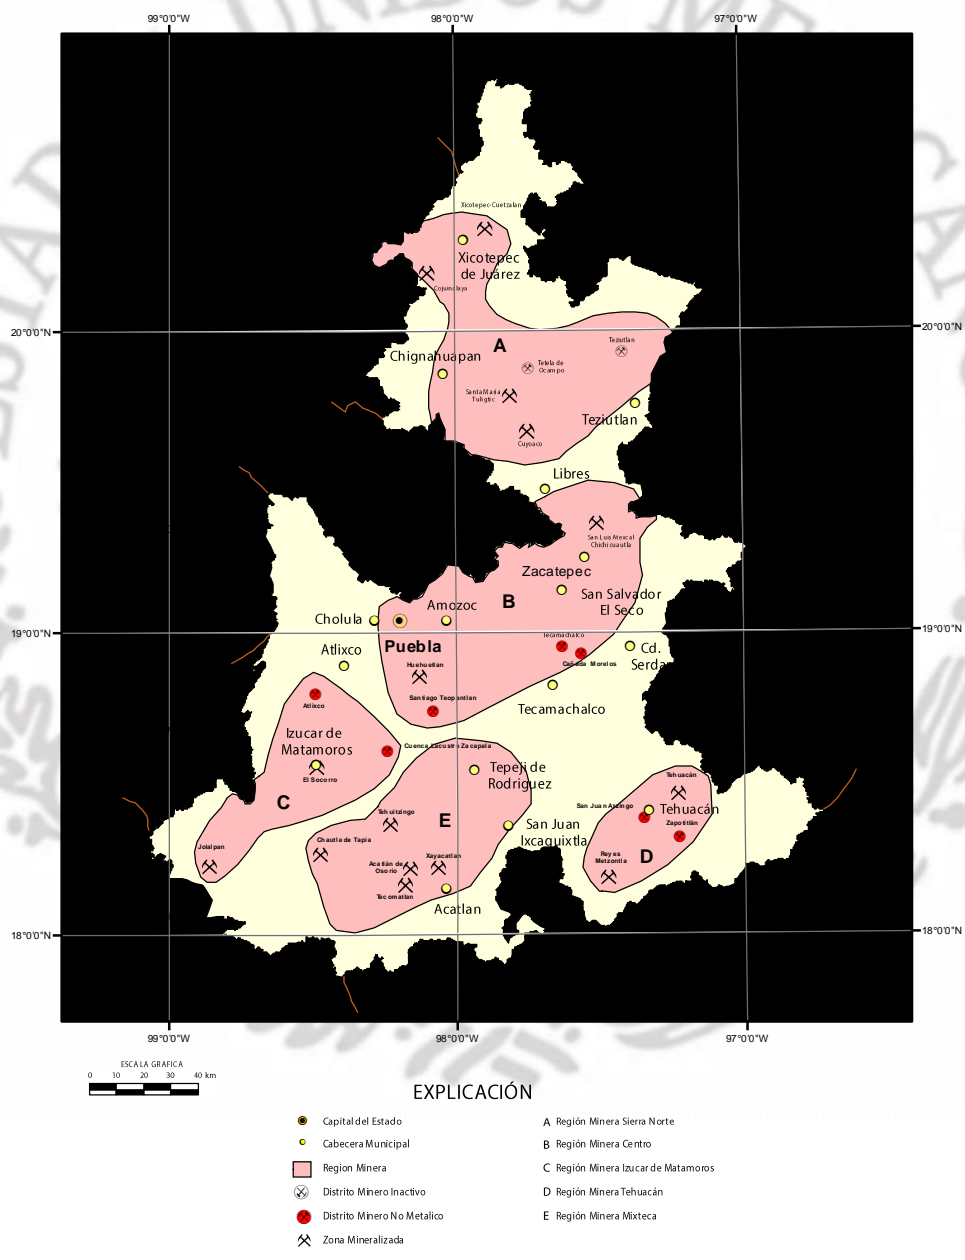 99°0'0"W
98°0'0"W
97°0'0"W
Xicotepec-Cuetzalan
Xicotepec
de Juárez
20°0'0"N
20°0'0"N
A
Teziutlan
Chignahuapan
Tetela de
Ocampo
Santa Maria
Tuligtic
Teziutlan
Cuyoaco
Libres
San Luis Atexcal
Chichicuautla
Zacatepec
B
San Salvador
El Seco
Amozoc
Cholula
19°0'0"N
19°0'0"N
Tecamachalco
Puebla
Cañada Morelos
Cd.
Serdan
Atlixco
Huehuetlan
Santiago Teopantlan
Atlixco
Tecamachalco
Izucar de
Matamoros
Cuenca Lacustre Zacapala
El Socorro
Tepeji de
Rodriguez
Tehuacán
C
San Juan Axcingo
Tehuacán
Tehuitzingo
E
San Juan
Ixcaquixtla
Zapotitlán
Chautla de Tapia
Jolalpan
Xayacatlan
Reyes
Metzontla
D
Acatlán de
Osorio
Tecomatlan
Acatlan
18°0'0"N
18°0'0"N
99°0'0"W
98°0'0"W
97°0'0"W
ESCALA GRAFICA
0 10 20 30 40 km
EXPLICACIÓN
Capital del Estado
Cabecera Municipal
Region Minera
Distrito Minero Inactivo
Distrito Minero No Metalico
Zona Mineralizada
A Región Minera Sierra Norte
B Región Minera Centro
C Región Minera Izucar de Matamoros
D Región Minera Tehuacán
E Región Minera Mixteca